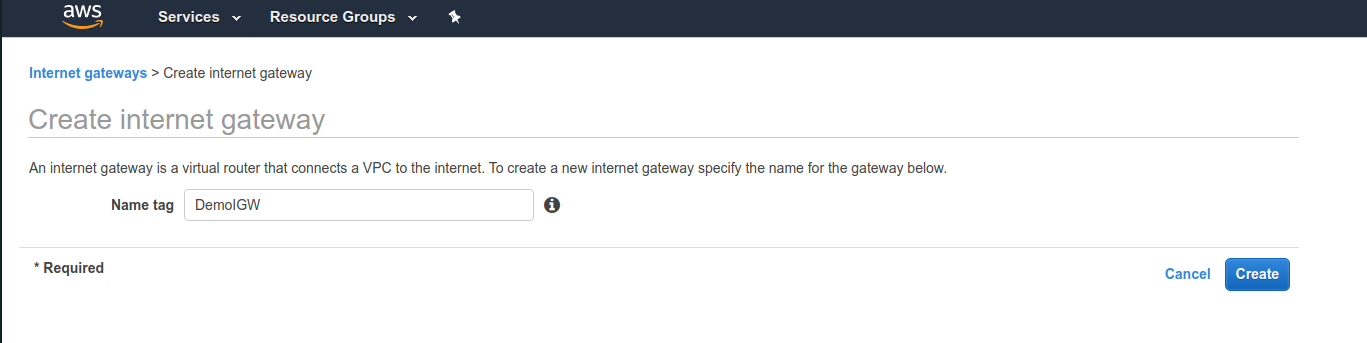 aws Services Resource Groups
Internet gateways > Create internet gateway
Create internet gateway
An internet gateway is a virtual router that connects a VPC to the internet. To create a new internet gateway specify the name for the gateway below.
Name tag DemoIGW
* Required Cancel Create